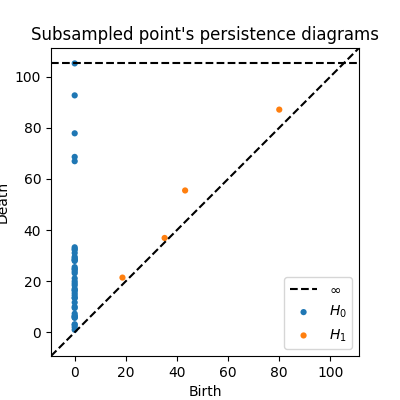 Subsampled point's persistence diagrams
100
80
60
40
20
0
Death
0 20 40 60 80 100
Birth
∞
H₀
H₁